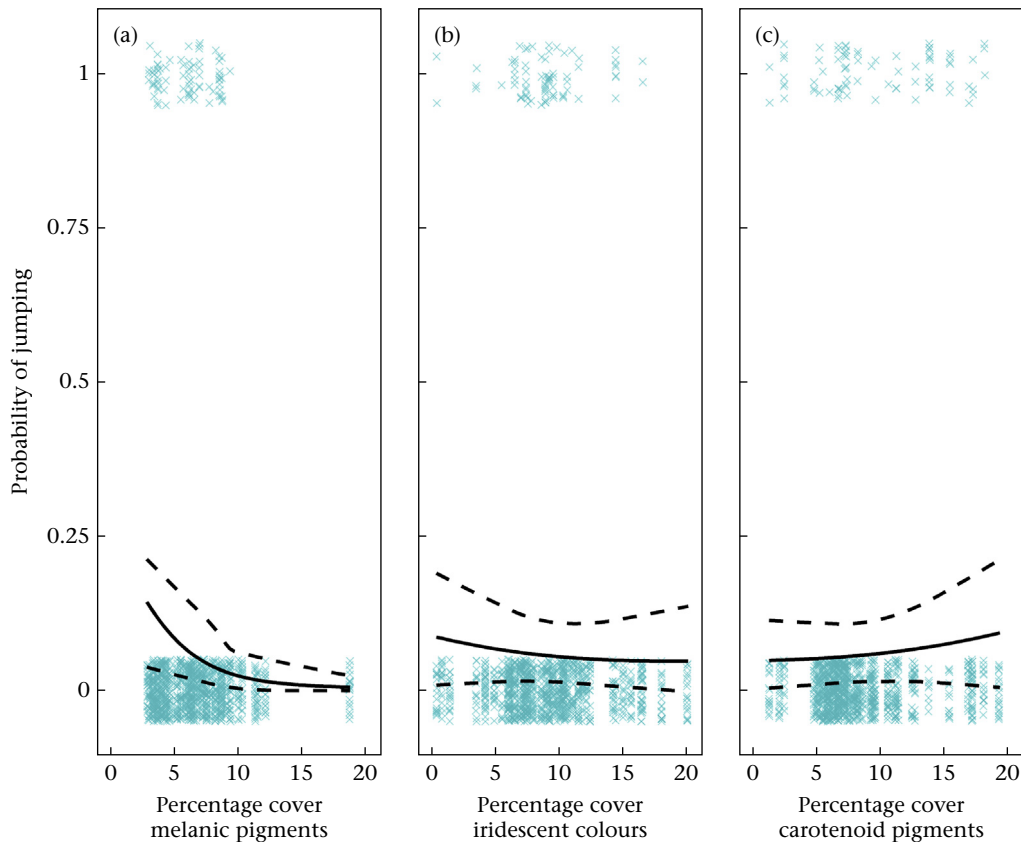 (a)
(b)
(c)
1
0.75
0.5
0.25
0
Probability of jumping
0 5 10 15 20
0 5 10 15 20
0 5 10 15 20
Percentage cover
melanic pigments
Percentage cover
iridescent colours
Percentage cover
carotenoid pigments